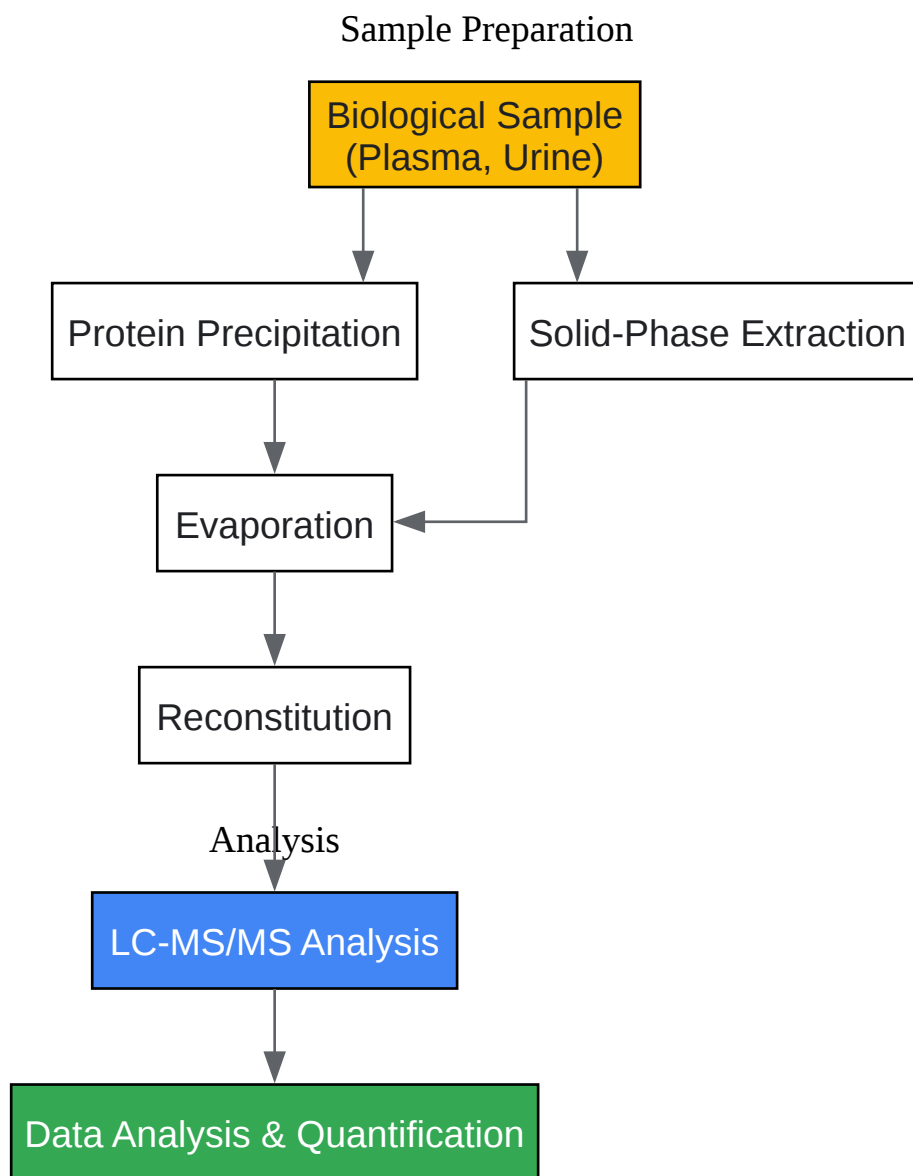 Sample Preparation
Biological Sample
(Plasma, Urine)
Protein Precipitation
Solid-Phase Extraction
Evaporation
Reconstitution
Analysis
LC-MS/MS Analysis
Data Analysis & Quantification